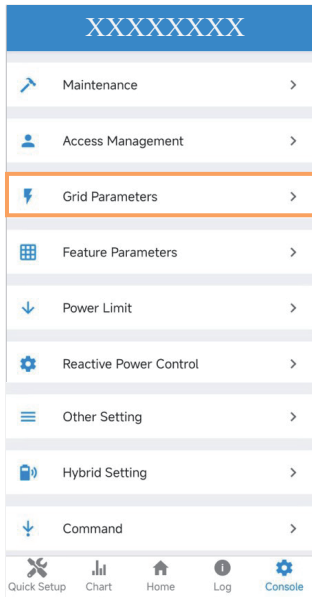 XXXXXXXX
Maintenance
Access Management
Grid Parameters
Feature Parameters
Power Limit
Reactive Power Control
Other Setting
Hybrid Setting
Command
Quick Setup Chart Home Log Console